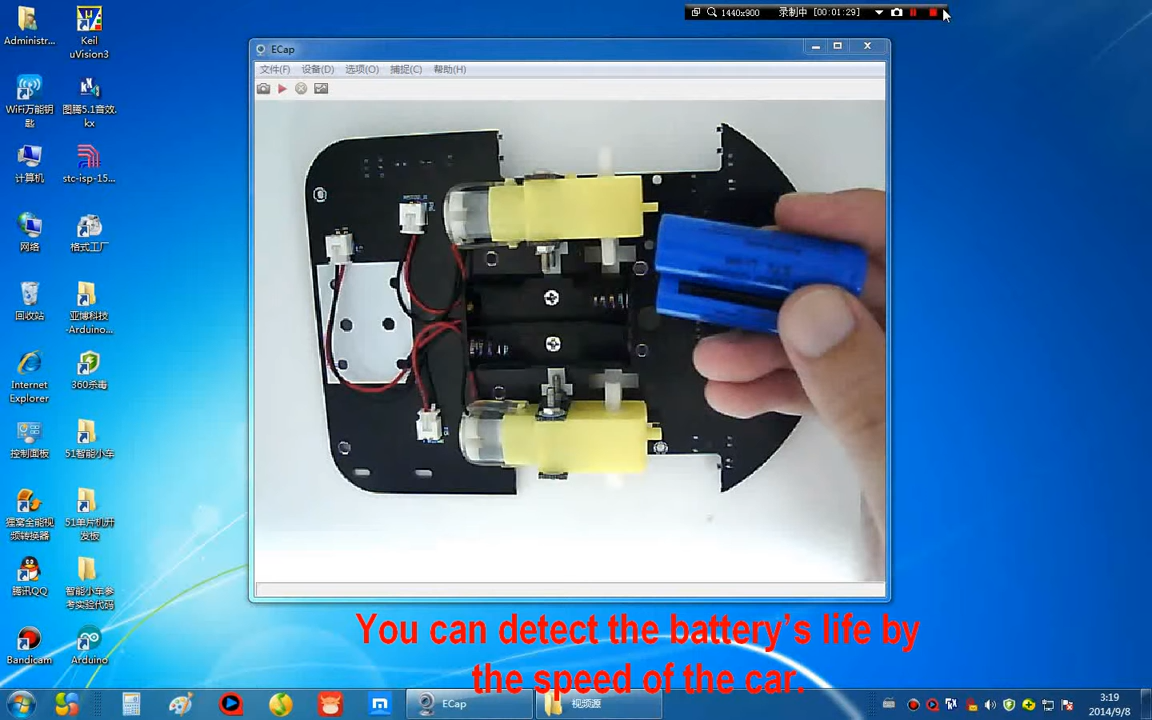 1440x900 录制中 [00:01:29]
Administr...
Keil
uVision3
WiFi万能钥
匙
图腾5.1音效.
kx
计算机
stc-isp-15...
网络
格式工厂
回收站
亚博科技
-Arduino...
Internet
Explorer
360杀毒
控制面板
51智能小车
狸窝全能视
频转换器
51单片机开
发板
腾讯QQ
智能小车参
考实验代码
Bandicam
Arduino
ECap
文件(F) 设备(D) 选项(O) 捕捉(C) 帮助(H)
You can detect the battery's life by
the speed of the car.
ECap
视频源
3:19
2014/9/8